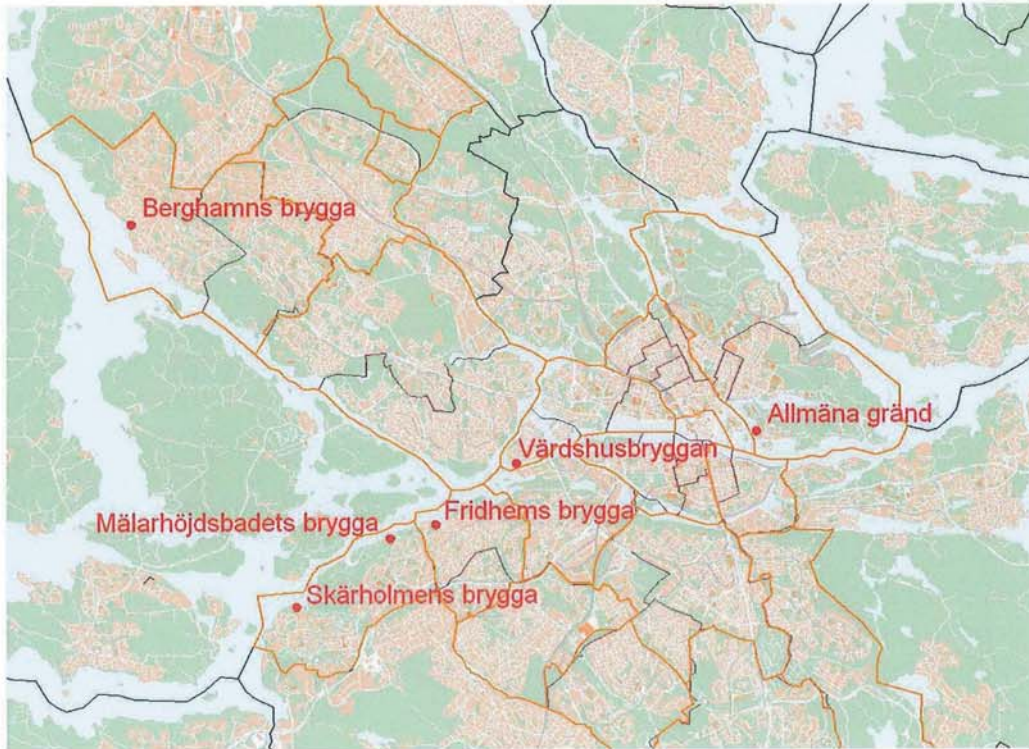 Berghamns brygga
Allmäna gränd
Värdshusbryggan
Fridhems brygga
Mälarhöjdsbadets brygga
Skärholmens brygga